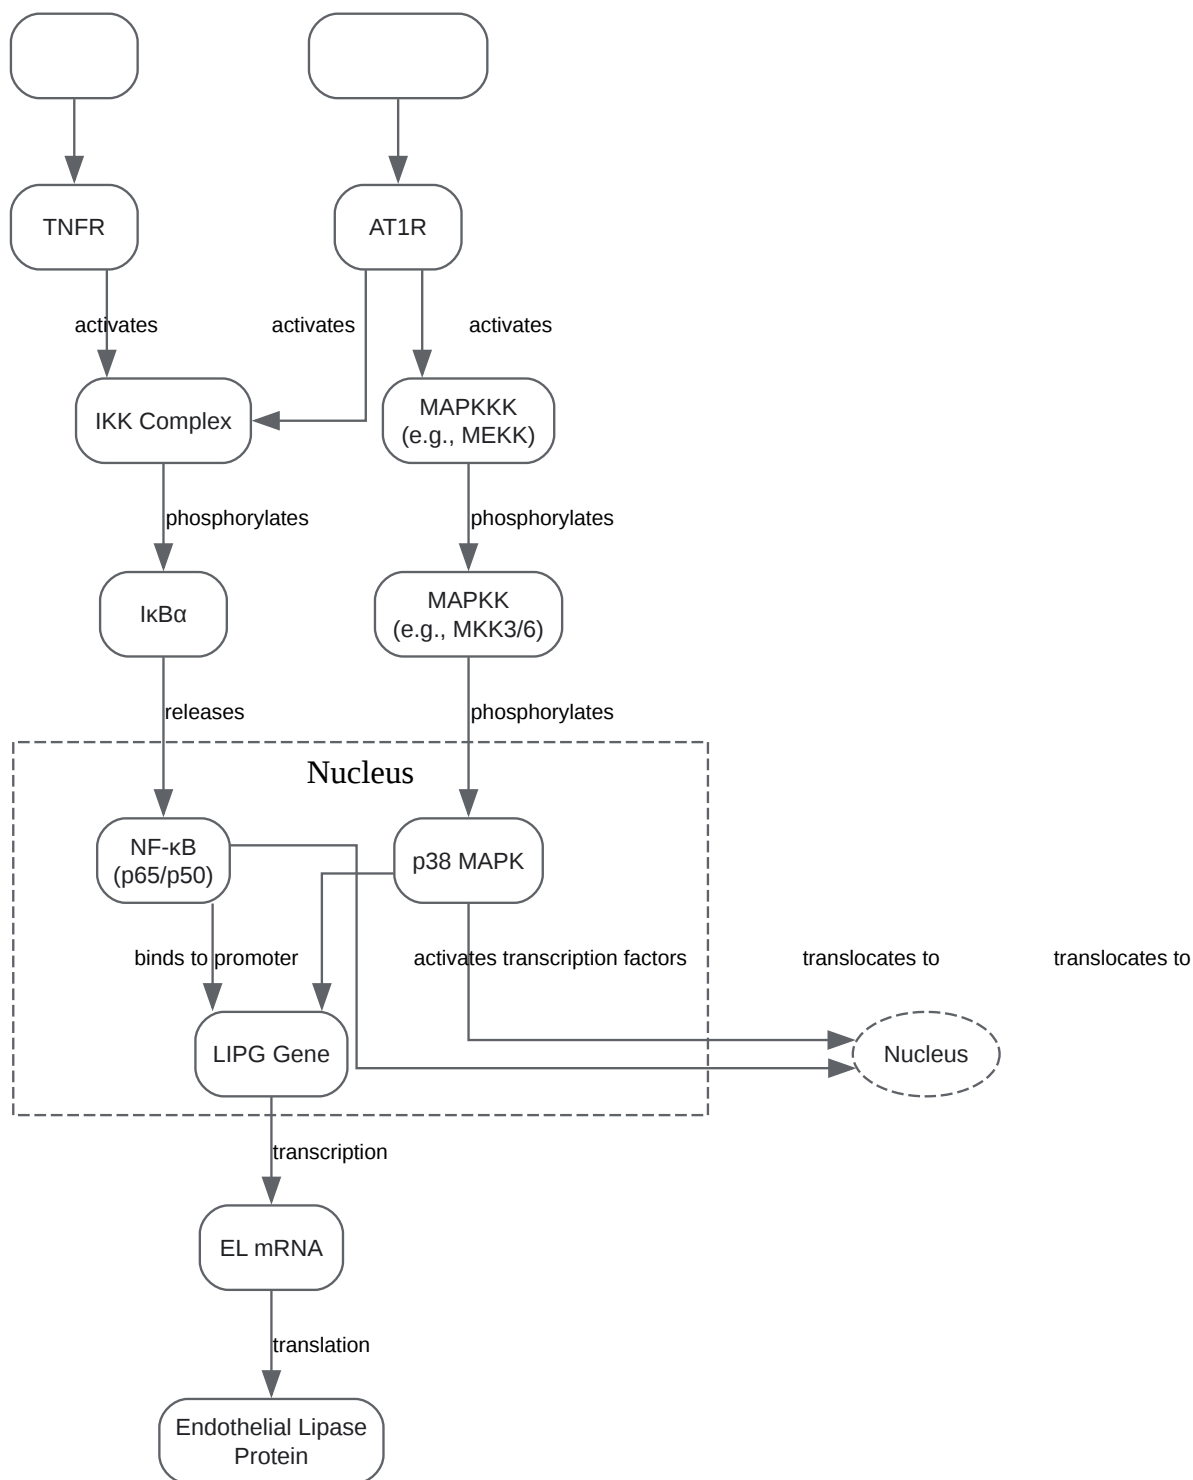 TNFR
AT1R
activates
activates
activates
IKK Complex
MAPKKK
(e.g., MEKK)
phosphorylates
phosphorylates
IκBα
MAPKK
(e.g., MKK3/6)
releases
phosphorylates
Nucleus
NF-κB
(p65/p50)
p38 MAPK
binds to promoter
activates transcription factors
translocates to
translocates to
LIPG Gene
Nucleus
transcription
EL mRNA
translation
Endothelial Lipase
Protein